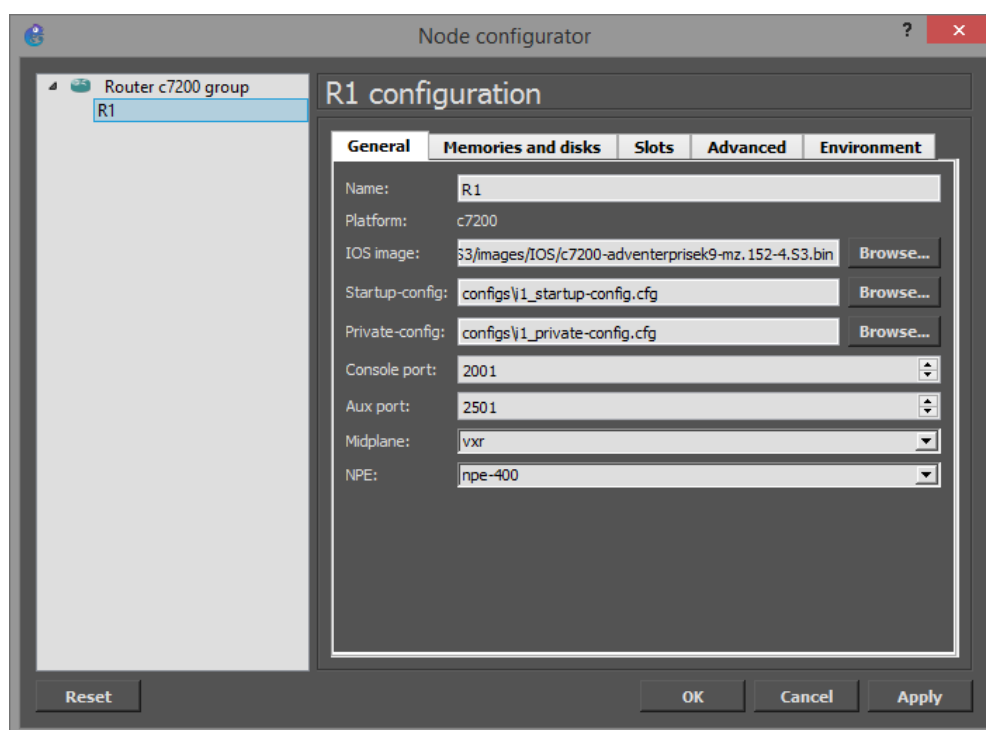 Node configurator
?
×
Router c7200 group
R1
R1 configuration
General Memories and disks Slots Advanced Environment
Name: R1
Platform: c7200
IOS image: S3/images/IOS/c7200-adventerprisek9-mz.152-4.S3.bin Browse...
Startup-config: configs\i1_startup-config.cfg Browse...
Private-config: configs\i1_private-config.cfg Browse...
Console port: 2001
Aux port: 2501
Midplane: vxr
NPE: npe-400
Reset OK Cancel Apply